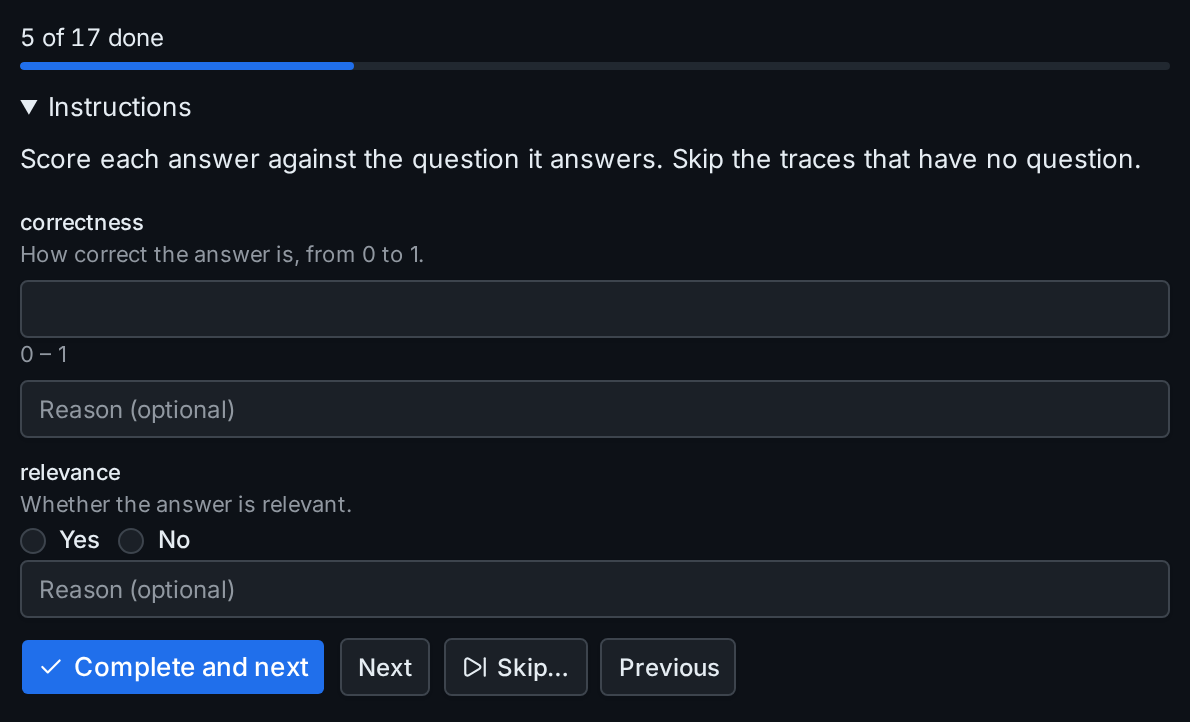 5 of 17 done
▼ Instructions
Score each answer against the question it answers. Skip the traces that have no question.
correctness
How correct the answer is, from 0 to 1.
0 – 1
Reason (optional)
relevance
Whether the answer is relevant.
Yes No
Reason (optional)
Complete and next Next Skip... Previous